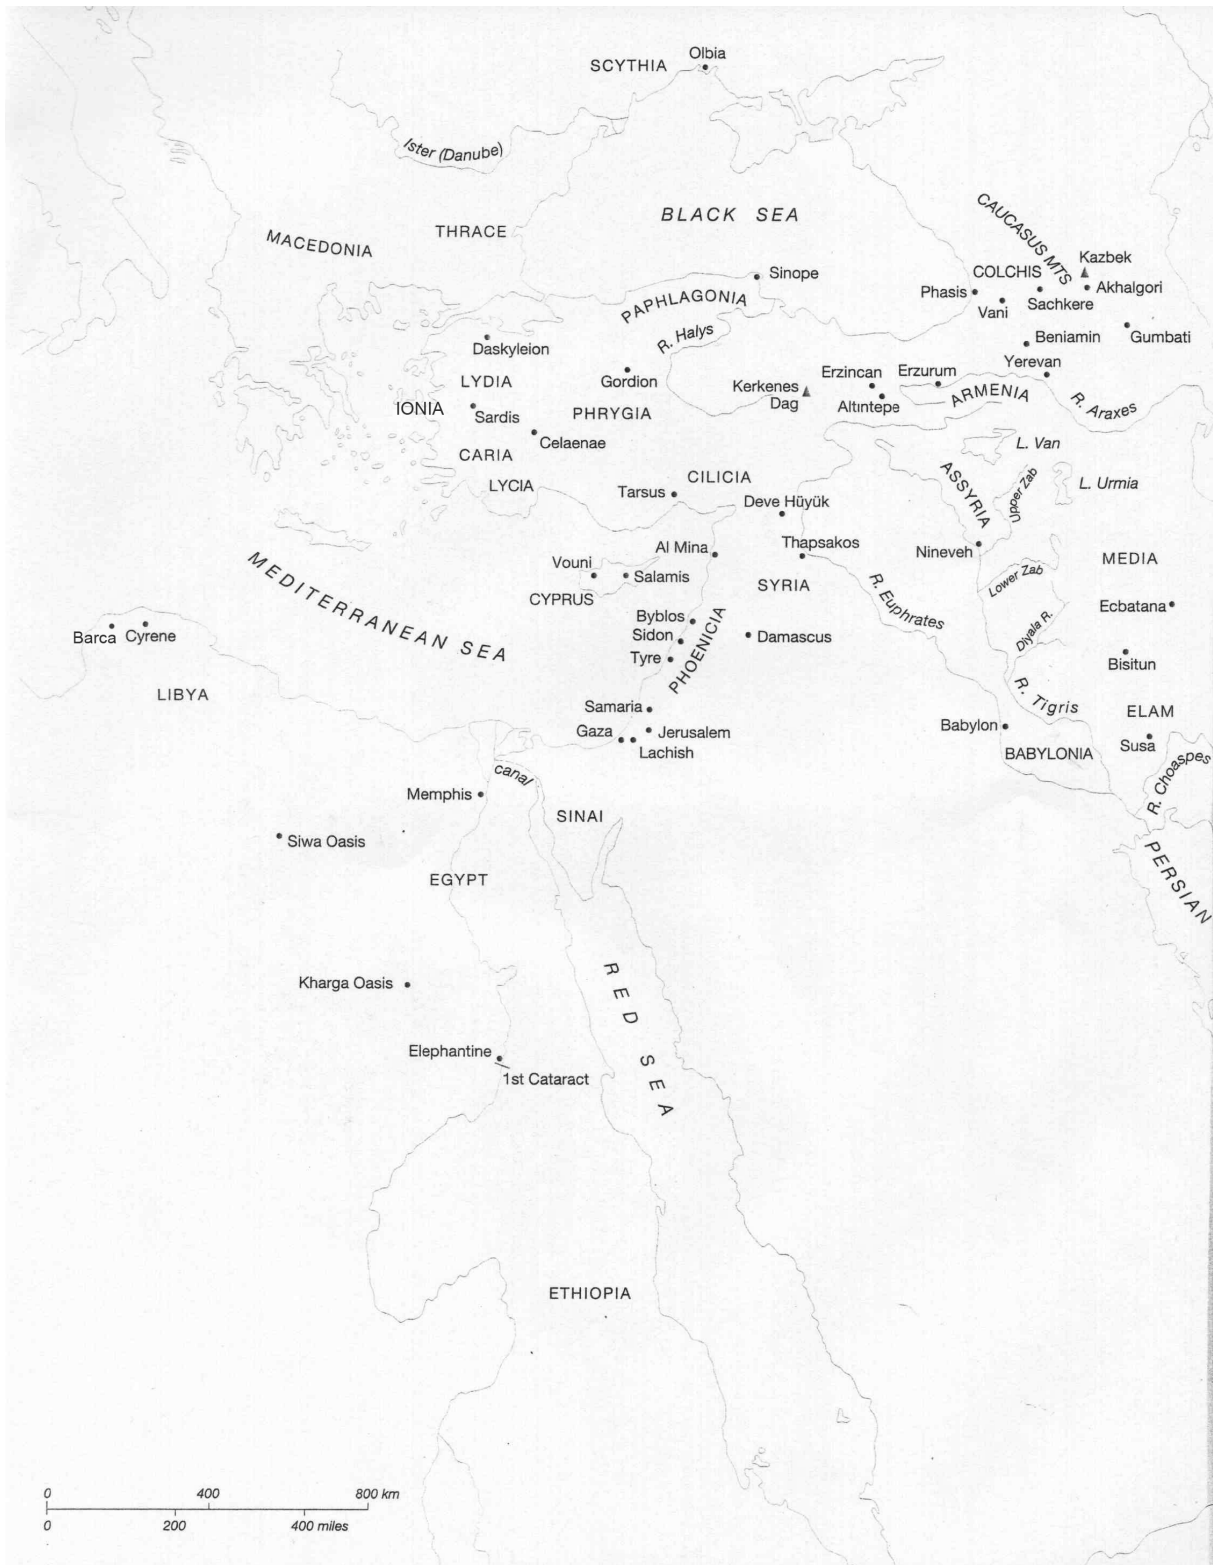 Olbia
SCYTHIA
Ister (Danube)
BLACK SEA
THRACE
MACEDONIA
CAUCASUS MTS
Kazbek
COLCHIS
Sinope
Akhalgori
Phasis
Sachkere
Vani
PAPHLAGONIA
R. Halys
Beniamin
Gumbati
Daskyleion
Yerevan
Erzincan
Erzurum
LYDIA
Gordion
Kerkenes
Dag
ARMENIA
Altıntepe
R. Araxes
IONIA
Sardis
PHRYGIA
Celaenae
L. Van
CARIA
CILICIA
ASSYRIA
Upper Zab
L. Urmia
LYCIA
Tarsus
Deve Hüyük
Al Mina
Thapsakos
Nineveh
MEDIA
Vouni
Salamis
SYRIA
Lower Zab
MEDITERRANEAN SEA
CYPRUS
R. Euphrates
Ecbatana
Byblos
Barca
Cyrene
Sidon
Damascus
Diyala R.
Tyre
PHOENICIA
Bisitun
LIBYA
R. Tigris
Samaria
ELAM
Gaza
Jerusalem
Babylon
Susa
Lachish
BABYLONIA
R. Choaspes
canal
Memphis
SINAI
Siwa Oasis
PERSIAN
EGYPT
Kharga Oasis
RED SEA
Elephantine
1st Cataract
ETHIOPIA
0 400 800 km
0 200 400 miles